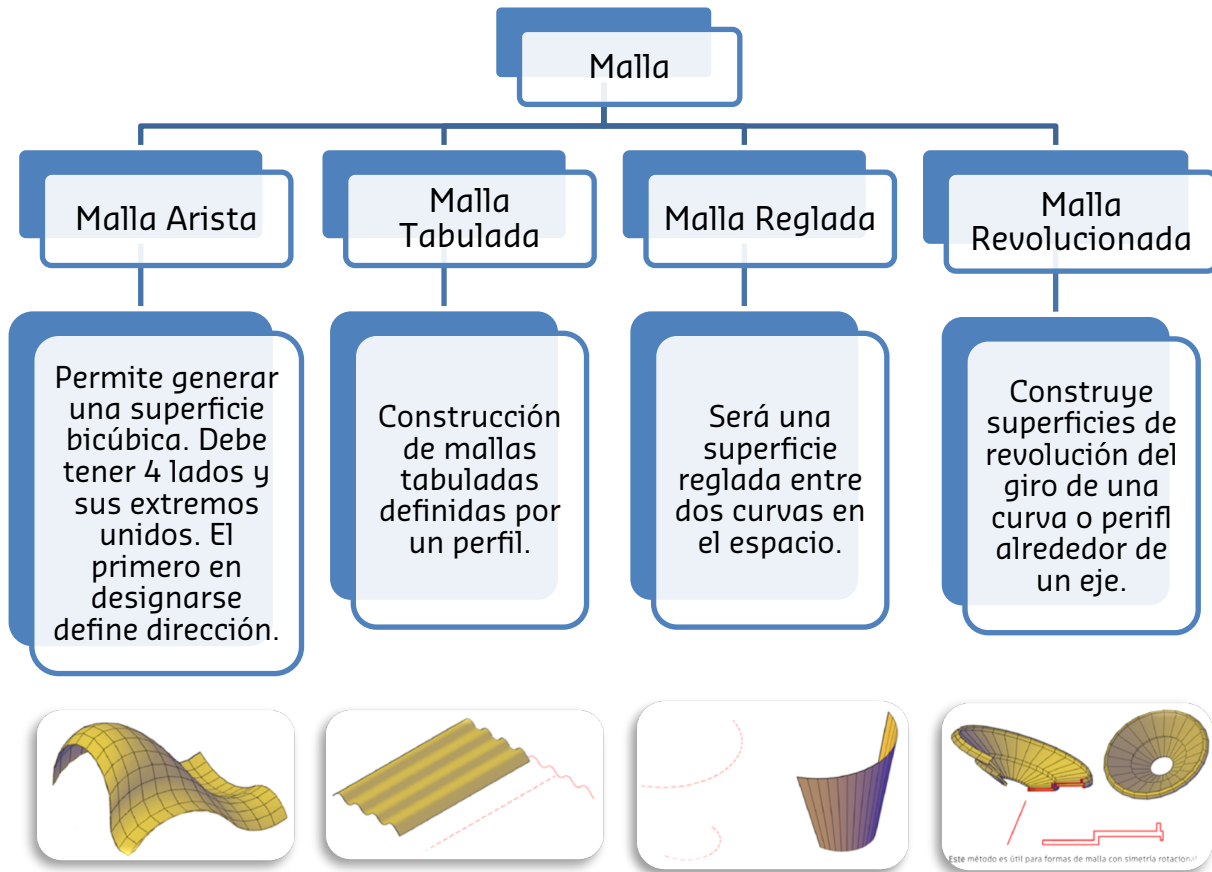 Malla
Malla Arista
Malla
Tabulada
Malla Reglada
Malla
Revolucionada
Permite generar
una superficie
bicúbica. Debe
tener 4 lados y
sus extremos
unidos. El
primero en
designarse
define dirección.
Construcción
de mallas
tabuladas
definidas por
un perfil.
Será una
superficie
reglada entre
dos curvas en
el espacio.
Construye
superficies de
revolución del
giro de una
curva o perifl
alrededor de
un eje.
Este método es útil para formas de malla con simetría rotacional